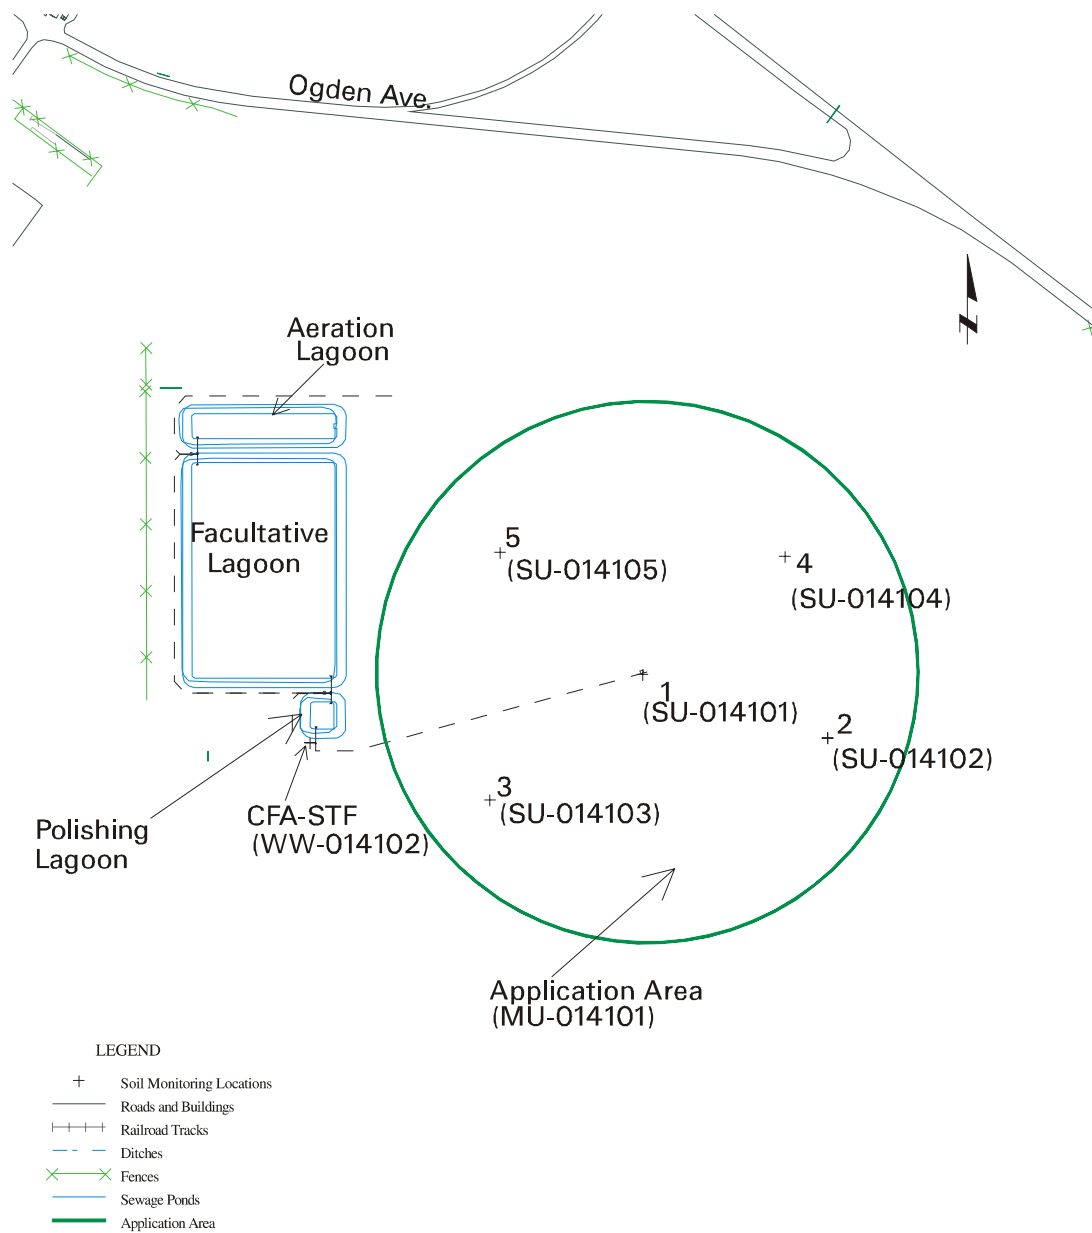 Ogden Ave.
N
Aeration
Lagoon
Facultative
Lagoon
5
(SU-014105)
4
(SU-014104)
1
(SU-014101)
2
(SU-014102)
3
(SU-014103)
Polishing
Lagoon
CFA-STF
(WW-014102)
Application Area
(MU-014101)
LEGEND
Soil Monitoring Locations
Roads and Buildings
Railroad Tracks
Ditches
Fences
Sewage Ponds
Application Area